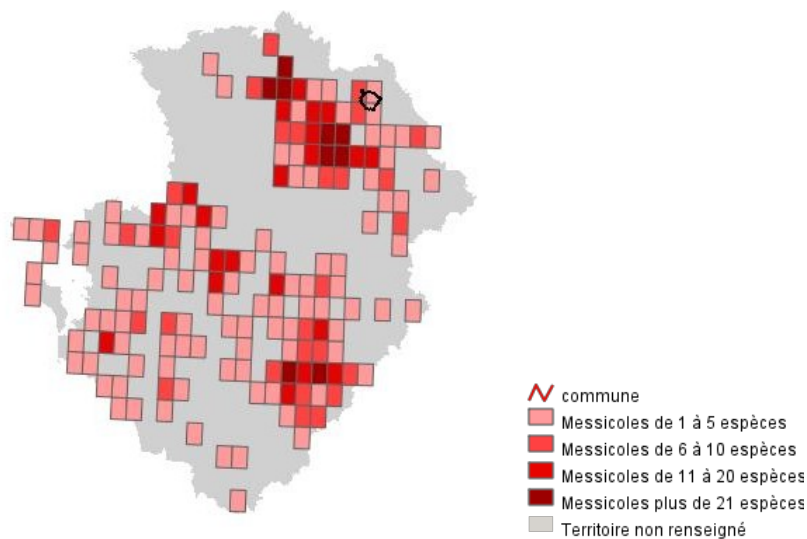 commune
Messicoles de 1 à 5 espèces
Messicoles de 6 à 10 espèces
Messicoles de 11 à 20 espèces
Messicoles plus de 21 espèces
Territoire non renseigné